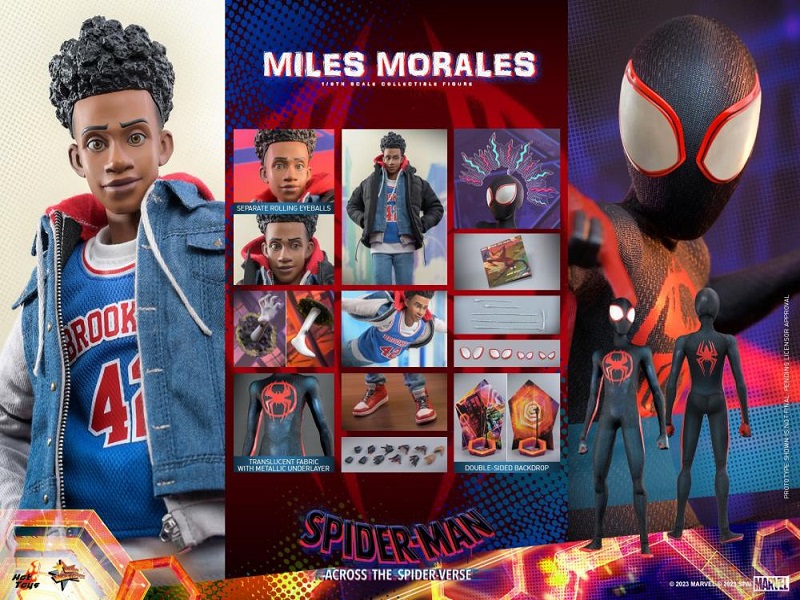 MILES MORALES
1/6TH SCALE COLLECTIBLE FIGURE
SEPARATE ROLLING EYEBALLS
BROOK
42
TRANSLUCENT FABRIC
WITH METALLIC UNDERLAYER
DOUBLE-SIDED BACKDROP
SPIDER-MAN
ACROSS THE SPIDER-VERSE
Hot Toys
PROTOTYPE SHOWN IS NOT FINAL, PENDING LICENSOR APPROVAL
© 2023 MARVEL © 2023 SPAI MARVEL